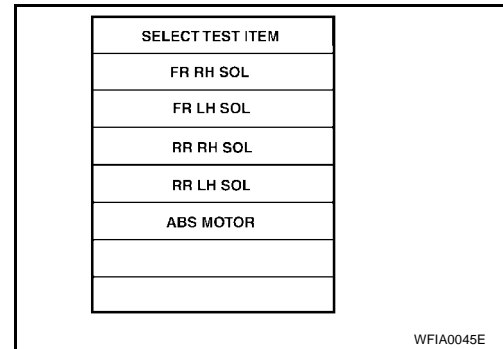 SELECT TEST ITEM
FR RH SOL
FR LH SOL
RR RH SOL
RR LH SOL
ABS MOTOR
WFIA0045E